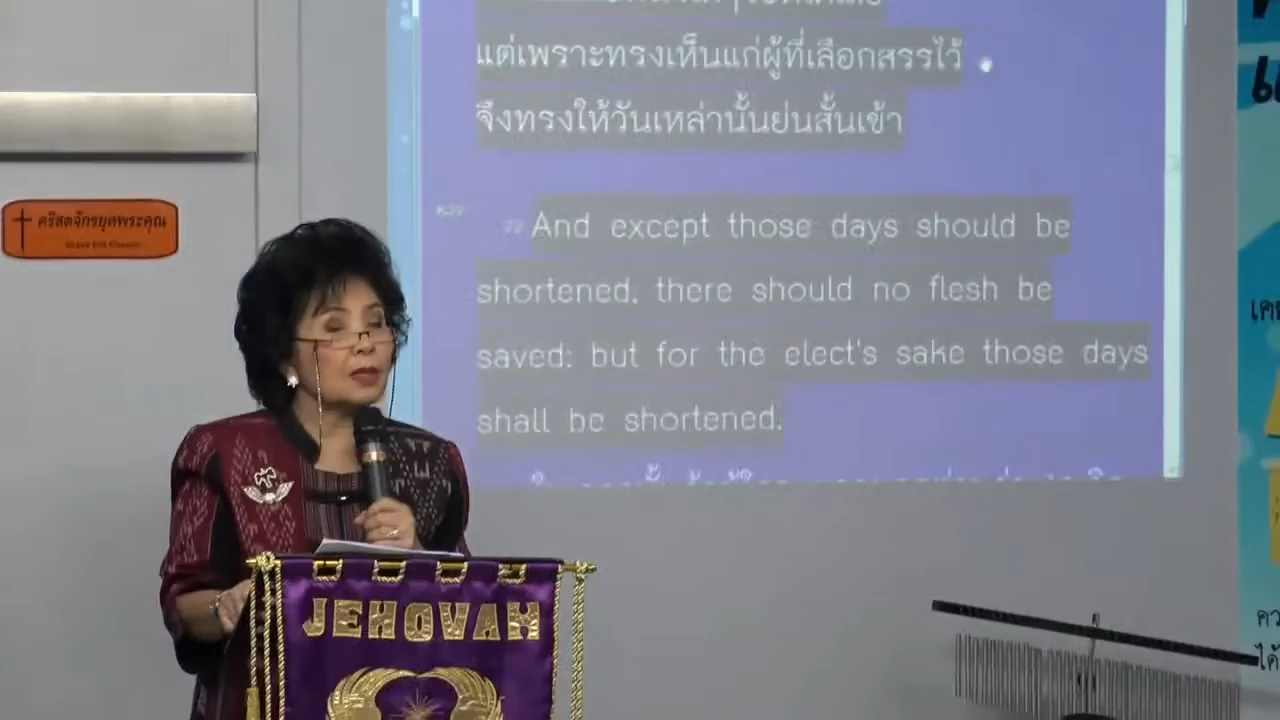 แต่เพราะทรงเห็นแก่ผู้ที่เลือกสรรไว้
จึงทรงให้วันเหล่านั้นย่นสั้นเข้า
And except those days should be
shortened, there should no flesh be
saved: but for the elect's sake those days
shall be shortened.
คริสตจักรยุคพระคุณ
JEHOVAH